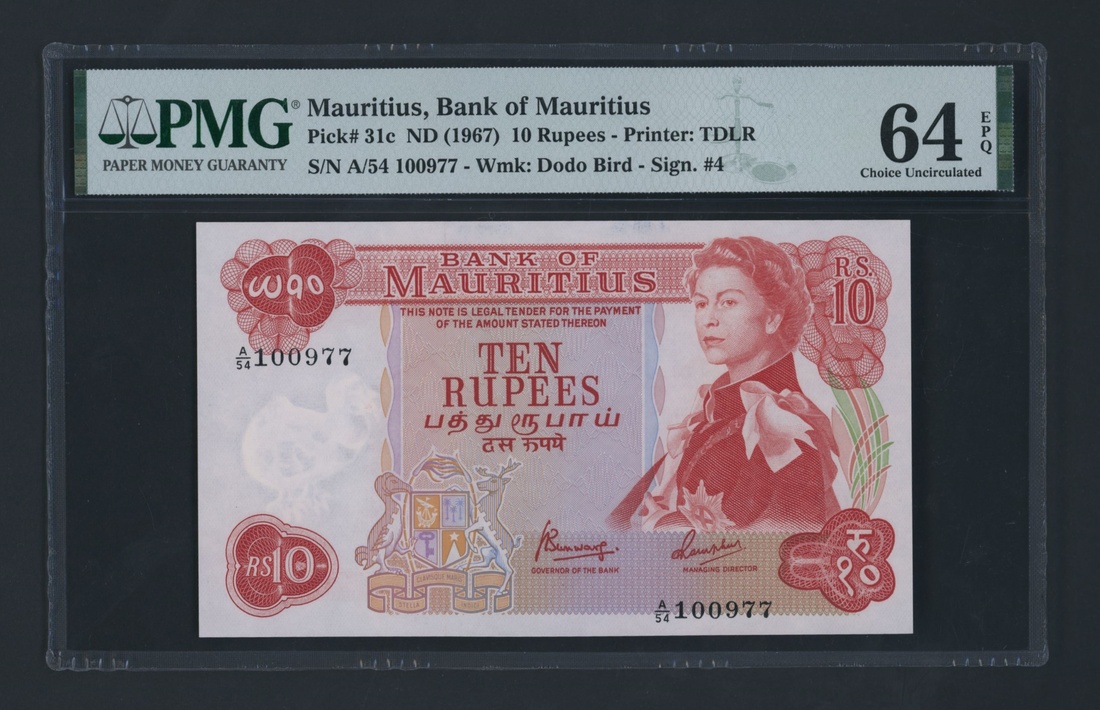 PMG®
PAPER MONEY GUARANTY
Mauritius, Bank of Mauritius
Pick# 31c ND (1967) 10 Rupees - Printer: TDLR
S/N A/54 100977 - Wmk: Dodo Bird - Sign. #4
64
EPQ
Choice Uncirculated
BANK OF
MAURITIUS
RS.
10
THIS NOTE IS LEGAL TENDER FOR THE PAYMENT
OF THE AMOUNT STATED THEREON
A/54 100977
TEN
RUPEES
பத்து ரூபாய்
दस रुपये
RS10
GOVERNOR OF THE BANK
MANAGING DIRECTOR
रु
१०
A/54 100977